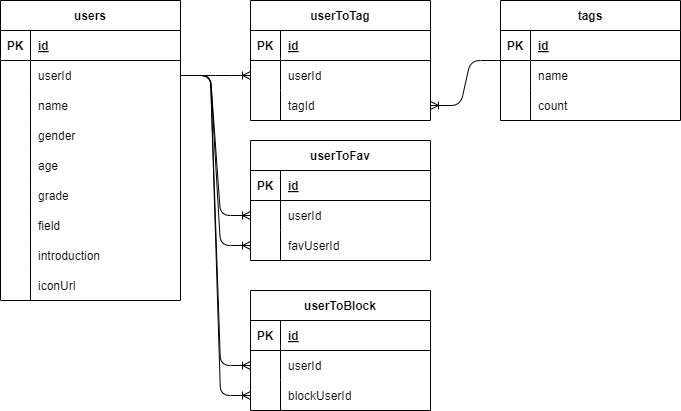 users
PK id
userId
name
gender
age
grade
field
introduction
iconUrl
userToTag
PK id
userId
tagId
tags
PK id
name
count
userToFav
PK id
userId
favUserId
userToBlock
PK id
userId
blockUserId